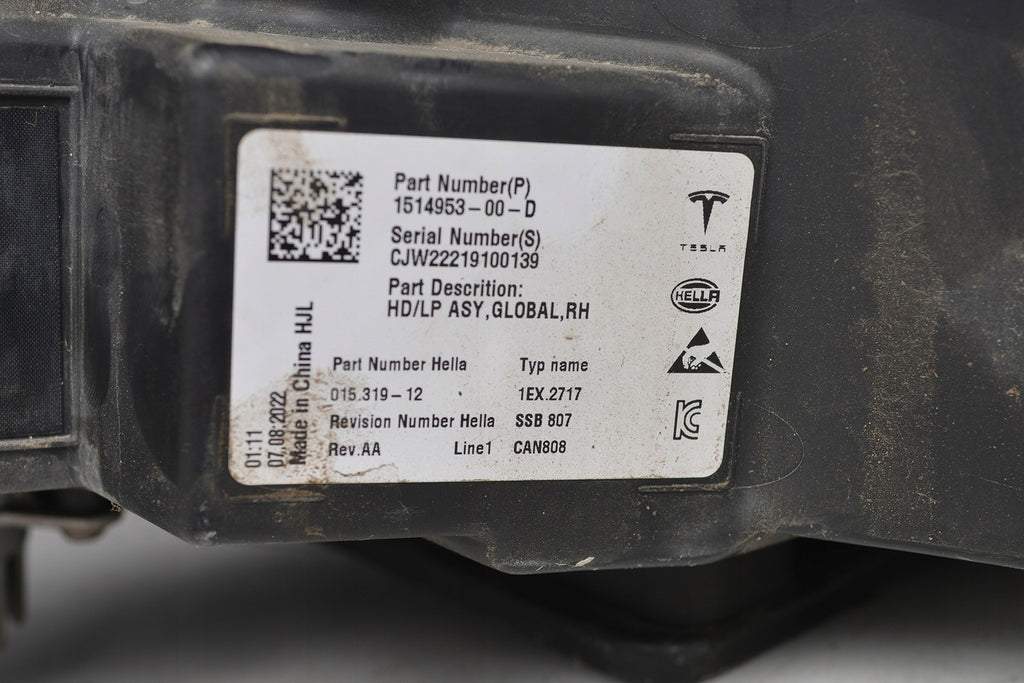 Part Number(P)
1514953-00-D
Serial Number(S)
CJW22219100139
Part Descrition:
HD/LP ASY,GLOBAL,RH
Part Number Hella Typ name
015.319-12 1EX.2717
Revision Number Hella SSB 807
Rev.AA Line1 CAN808
01:11
07.08.2022
Made in China HJL
TESLA
HELLA
KC